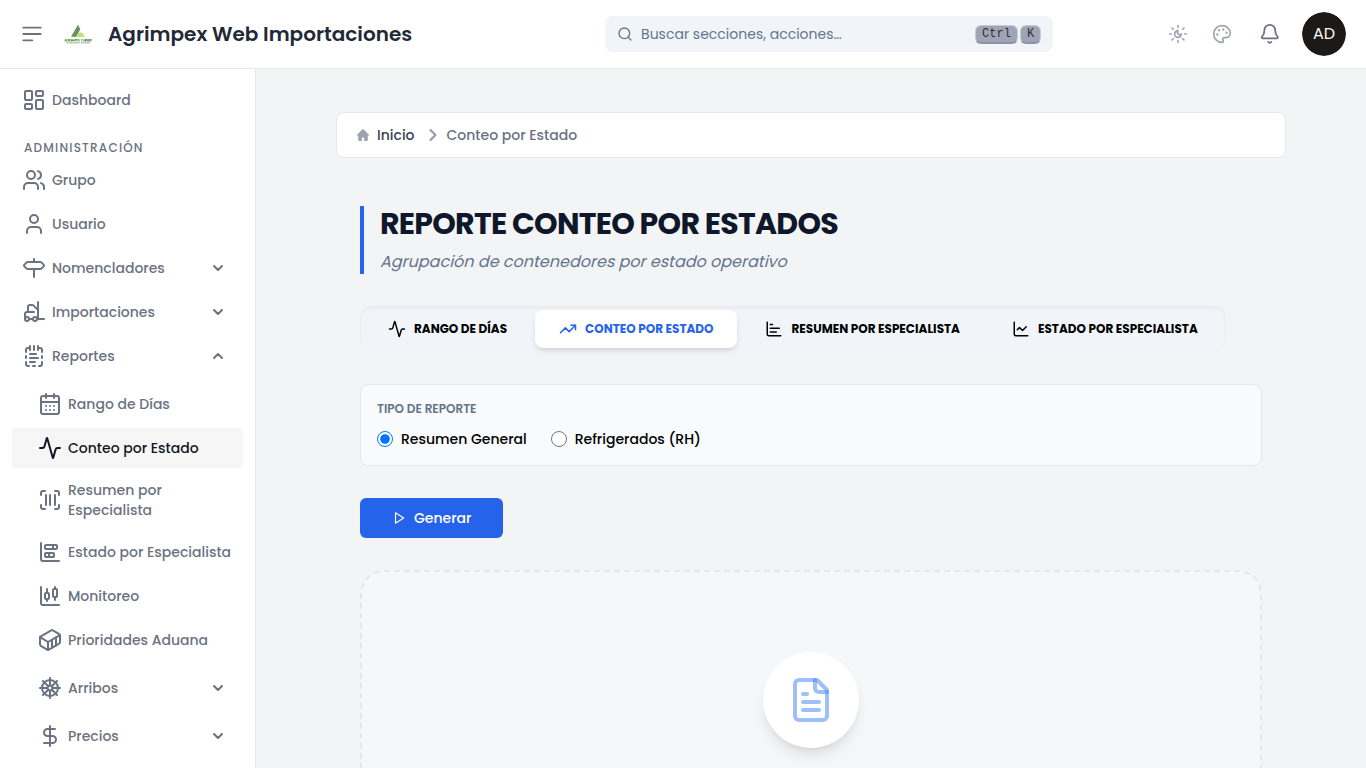 Agrimpex Web Importaciones
Buscar secciones, acciones...
Ctrl K
AD
Dashboard
ADMINISTRACIÓN
Grupo
Usuario
Nomencladores
Importaciones
Reportes
Rango de Días
Conteo por Estado
Resumen por
Especialista
Estado por Especialista
Monitoreo
Prioridades Aduana
Arribos
Precios
Inicio
Conteo por Estado
REPORTE CONTEO POR ESTADOS
Agrupación de contenedores por estado operativo
RANGO DE DÍAS
CONTEO POR ESTADO
RESUMEN POR ESPECIALISTA
ESTADO POR ESPECIALISTA
TIPO DE REPORTE
Resumen General
Refrigerados (RH)
Generar